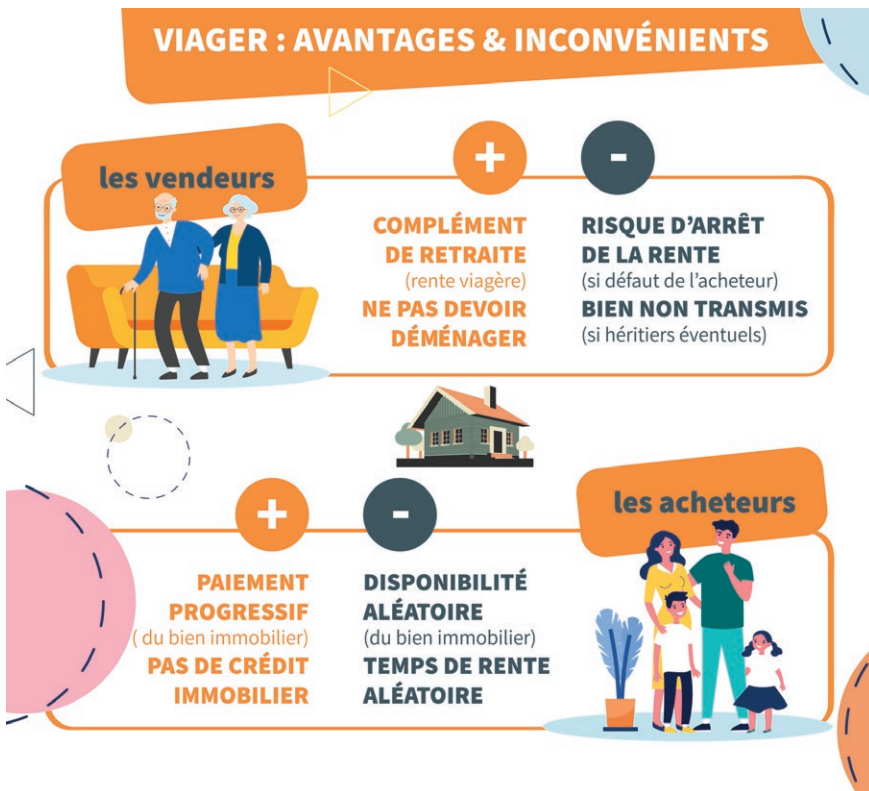 VIAGER : AVANTAGES & INCONVÉNIENTS
les vendeurs
+
COMPLÉMENT
DE RETRAITE
(rente viagère)
NE PAS DEVOIR
DÉMÉNAGER
-
RISQUE D’ARRÊT
DE LA RENTE
(si défaut de l’acheteur)
BIEN NON TRANSMIS
(si héritiers éventuels)
les acheteurs
+
PAIEMENT
PROGRESSIF
( du bien immobilier)
PAS DE CRÉDIT
IMMOBILIER
-
DISPONIBILITÉ
ALÉATOIRE
(du bien immobilier)
TEMPS DE RENTE
ALÉATOIRE